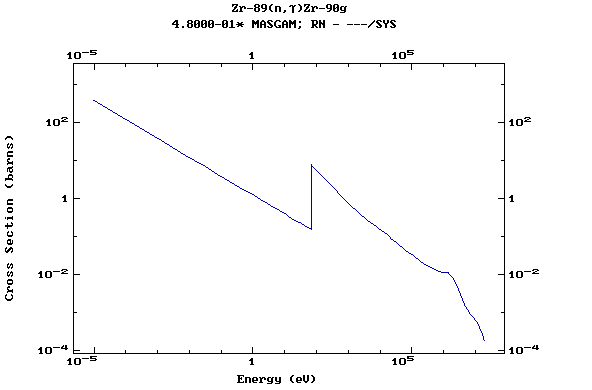 Zr-89(n,γ)Zr-90g
4.8000-01* MASGAM; RN - ---/SYS
10⁻⁵ 1 10⁵
10² 10²
1 1
10⁻² 10⁻²
10⁻⁴ 10⁻⁴
10⁻⁵ 1 10⁵
Cross Section (barns)
Energy (eV)